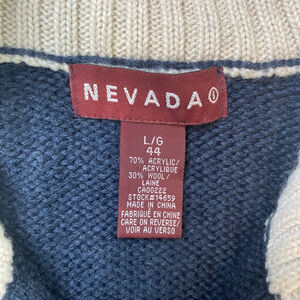 NEVADA®
L/G
44
70% ACRYLIC/
ACRYLIQUE
30% WOOL/
LAINE
CA00222
STOCK#14659
MADE IN CHINA
FABRIQUÉ EN CHINE
CARE ON REVERSE/
VOIR AU VERSO